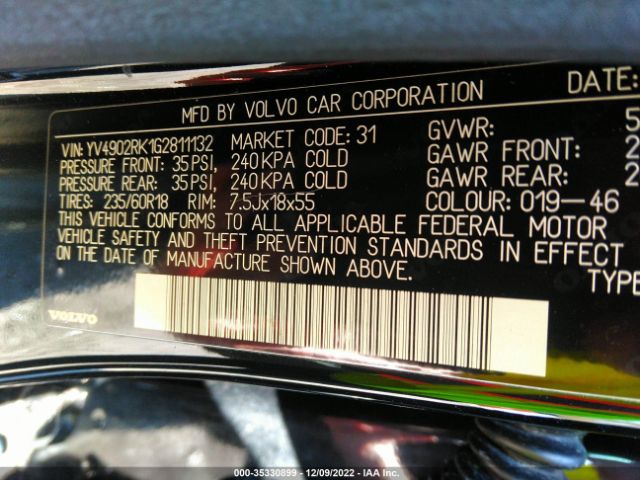 DATE:
MFD BY VOLVO CAR CORPORATION
VIN: YV4902RK1G2811132 MARKET CODE: 31 GVWR: 5
PRESSURE FRONT: 35 PSI, 240 KPA COLD GAWR FRONT: 2
PRESSURE REAR: 35 PSI, 240 KPA COLD GAWR REAR: 2
TIRES: 235/60R18 RIM: 7.5Jx18x55 COLOUR: 019-46
THIS VEHICLE CONFORMS TO ALL APPLICABLE FEDERAL MOTOR
VEHICLE SAFETY AND THEFT PREVENTION STANDARDS IN EFFECT
ON THE DATE OF MANUFACTURE SHOWN ABOVE.
TYPE
VOLVO
000-35330899 - 12/09/2022 - IAA Inc.